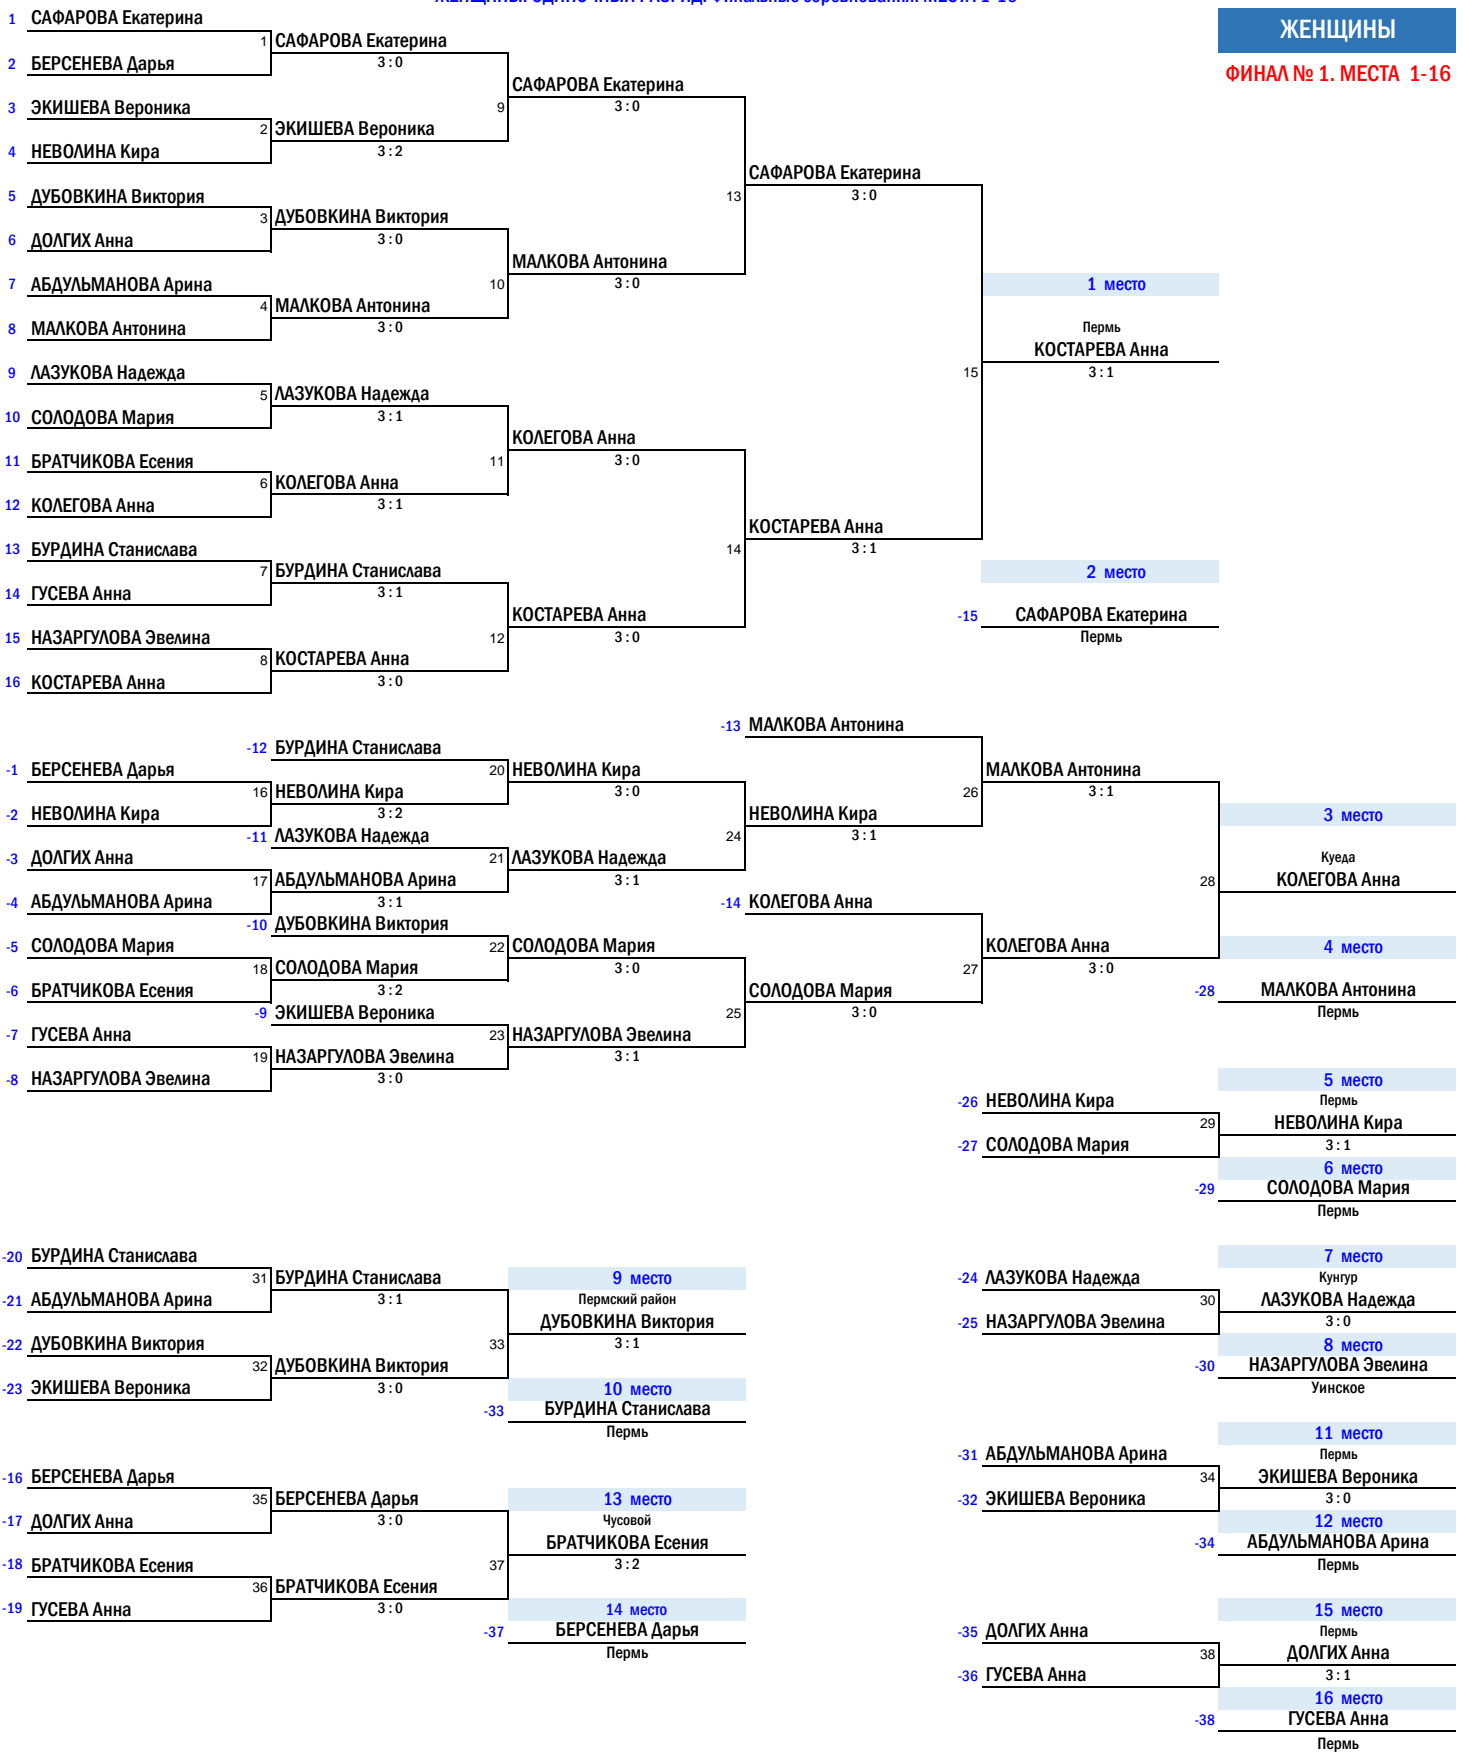 ЖЕНЩИНЫ. ОДИНОЧНЫЙ РАЗРЯД. Финальные соревнования. МЕСТА 1-16
ЖЕНЩИНЫ
ФИНАЛ № 1. МЕСТА 1-16
1 САФАРОВА Екатерина
1 САФАРОВА Екатерина
2 БЕРСЕНЕВА Дарья 3 : 0
САФАРОВА Екатерина
3 ЭКИШЕВА Вероника 9 3 : 0
2 ЭКИШЕВА Вероника
4 НЕВОЛИНА Кира 3 : 2
САФАРОВА Екатерина
5 ДУБОВКИНА Виктория 13 3 : 0
3 ДУБОВКИНА Виктория
6 ДОЛГИХ Анна 3 : 0
МАЛКОВА Антонина
7 АБДУЛЬМАНОВА Арина 10 3 : 0 1 место
4 МАЛКОВА Антонина
8 МАЛКОВА Антонина 3 : 0 Пермь
КОСТАРЕВА Анна
9 ЛАЗУКОВА Надежда 15 3 : 1
5 ЛАЗУКОВА Надежда
10 СОЛОДОВА Мария 3 : 1
КОЛЕГОВА Анна
11 БРАТЧИКОВА Есения 11 3 : 0
6 КОЛЕГОВА Анна
12 КОЛЕГОВА Анна 3 : 1
КОСТАРЕВА Анна
13 БУРДИНА Станислава 14 3 : 1
7 БУРДИНА Станислава 2 место
14 ГУСЕВА Анна 3 : 1
КОСТАРЕВА Анна -15 САФАРОВА Екатерина
15 НАЗАРГУЛОВА Эвелина 12 3 : 0 Пермь
8 КОСТАРЕВА Анна
16 КОСТАРЕВА Анна 3 : 0
-13 МАЛКОВА Антонина
-12 БУРДИНА Станислава
-1 БЕРСЕНЕВА Дарья 20 НЕВОЛИНА Кира МАЛКОВА Антонина
16 НЕВОЛИНА Кира 3 : 0 26 3 : 1
-2 НЕВОЛИНА Кира 3 : 2 НЕВОЛИНА Кира 3 место
-11 ЛАЗУКОВА Надежда 24 3 : 1
-3 ДОЛГИХ Анна 21 ЛАЗУКОВА Надежда Куеда
17 АБДУЛЬМАНОВА Арина 3 : 1 28 КОЛЕГОВА Анна
-4 АБДУЛЬМАНОВА Арина 3 : 1 -14 КОЛЕГОВА Анна
-10 ДУБОВКИНА Виктория
-5 СОЛОДОВА Мария 22 СОЛОДОВА Мария КОЛЕГОВА Анна 4 место
18 СОЛОДОВА Мария 3 : 0 27 3 : 0
-6 БРАТЧИКОВА Есения 3 : 2 СОЛОДОВА Мария -28 МАЛКОВА Антонина
-9 ЭКИШЕВА Вероника 25 3 : 0 Пермь
-7 ГУСЕВА Анна 23 НАЗАРГУЛОВА Эвелина
19 НАЗАРГУЛОВА Эвелина 3 : 1
-8 НАЗАРГУЛОВА Эвелина 3 : 0 5 место
-26 НЕВОЛИНА Кира Пермь
29 НЕВОЛИНА Кира
-27 СОЛОДОВА Мария 3 : 1
6 место
-29 СОЛОДОВА Мария
Пермь
-20 БУРДИНА Станислава 7 место
31 БУРДИНА Станислава 9 место -24 ЛАЗУКОВА Надежда Кунгур
-21 АБДУЛЬМАНОВА Арина 3 : 1 Пермский район 30 ЛАЗУКОВА Надежда
ДУБОВКИНА Виктория -25 НАЗАРГУЛОВА Эвелина 3 : 0
-22 ДУБОВКИНА Виктория 33 3 : 1 8 место
32 ДУБОВКИНА Виктория -30 НАЗАРГУЛОВА Эвелина
-23 ЭКИШЕВА Вероника 3 : 0 10 место Уинское
-33 БУРДИНА Станислава
Пермь 11 место
-31 АБДУЛЬМАНОВА Арина Пермь
-16 БЕРСЕНЕВА Дарья 34 ЭКИШЕВА Вероника
35 БЕРСЕНЕВА Дарья 13 место -32 ЭКИШЕВА Вероника 3 : 0
-17 ДОЛГИХ Анна 3 : 0 Чусовой 12 место
БРАТЧИКОВА Есения -34 АБДУЛЬМАНОВА Арина
-18 БРАТЧИКОВА Есения 37 3 : 2 Пермь
36 БРАТЧИКОВА Есения
-19 ГУСЕВА Анна 3 : 0 14 место 15 место
-37 БЕРСЕНЕВА Дарья -35 ДОЛГИХ Анна Пермь
Пермь 38 ДОЛГИХ Анна
-36 ГУСЕВА Анна 3 : 1
16 место
-38 ГУСЕВА Анна
Пермь